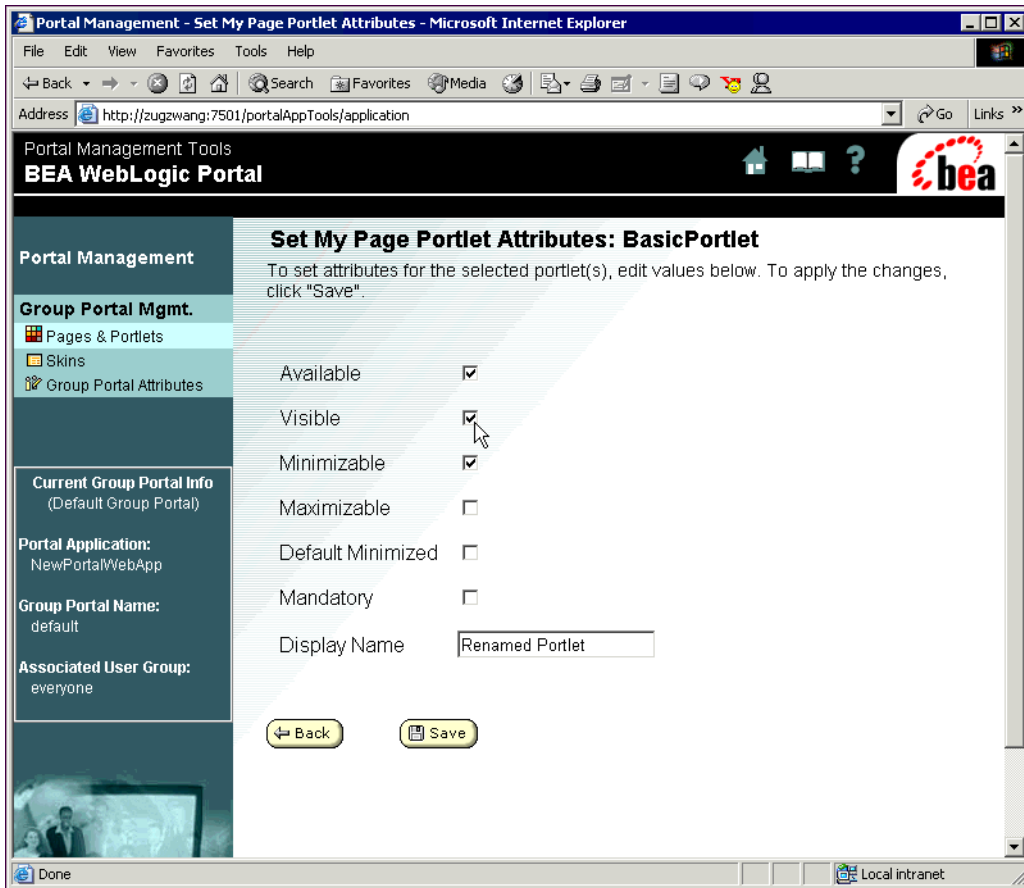 Portal Management - Set My Page Portlet Attributes - Microsoft Internet Explorer
File Edit View Favorites Tools Help
Back Search Favorites Media
Address http://zugzwang:7501/portalAppTools/application Go Links »
Portal Management Tools
BEA WebLogic Portal
? bea
Portal Management
Group Portal Mgmt.
Pages & Portlets
Skins
Group Portal Attributes
Current Group Portal Info
(Default Group Portal)
Portal Application:
NewPortalWebApp
Group Portal Name:
default
Associated User Group:
everyone
Set My Page Portlet Attributes: BasicPortlet
To set attributes for the selected portlet(s), edit values below. To apply the changes,
click "Save".
Available
Visible
Minimizable
Maximizable
Default Minimized
Mandatory
Display Name Renamed Portlet
Back Save
Done Local intranet